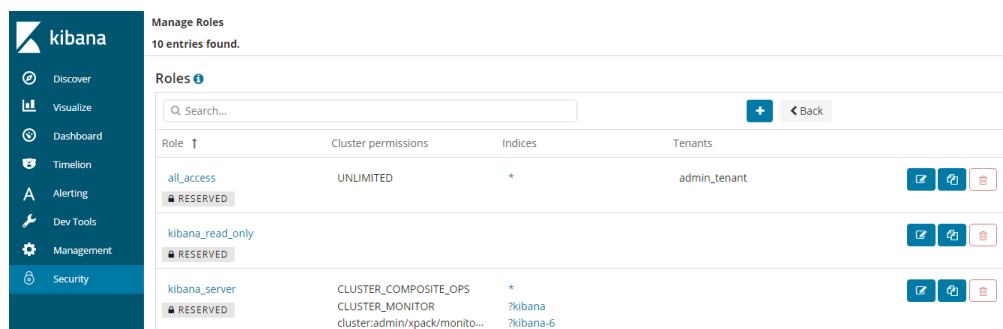 kibana
Discover
Visualize
Dashboard
Timelion
Alerting
Dev Tools
Management
Security
Manage Roles
10 entries found.
Roles
Search...
Back
Role Cluster permissions Indices Tenants
all_access UNLIMITED * admin_tenant
RESERVED
kibana_read_only
RESERVED
kibana_server CLUSTER_COMPOSITE_OPS *
RESERVED CLUSTER_MONITOR ?kibana
cluster:admin/xpack/monito... ?kibana-6